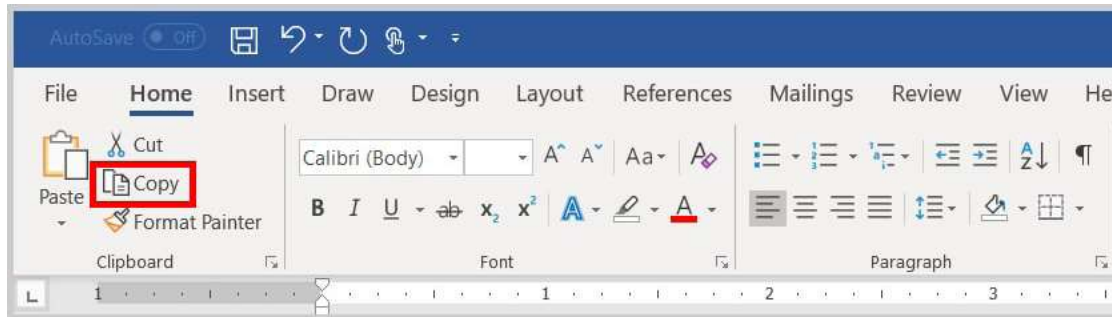 AutoSave Off
File Home Insert Draw Design Layout References Mailings Review View He
Paste
Cut
Copy
Format Painter
Clipboard
Calibri (Body) A^ Aˇ Aa A
B I U ab x₂ x² A A
Font
A Z ¶
Paragraph
L 1 1 2 3